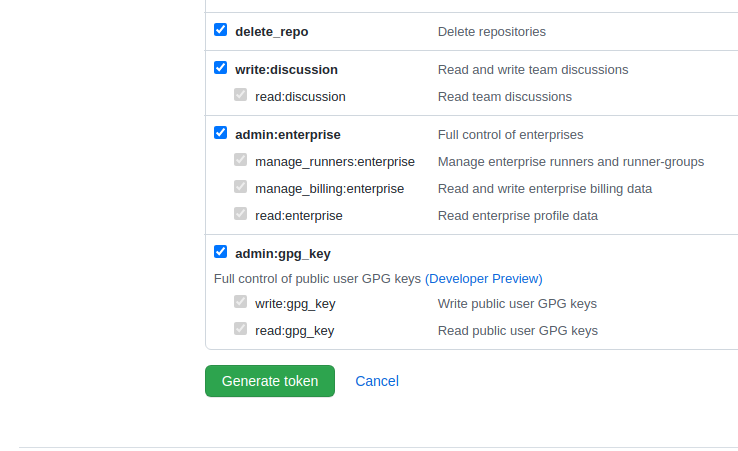 delete_repo Delete repositories
write:discussion Read and write team discussions
read:discussion Read team discussions
admin:enterprise Full control of enterprises
manage_runners:enterprise Manage enterprise runners and runner-groups
manage_billing:enterprise Read and write enterprise billing data
read:enterprise Read enterprise profile data
admin:gpg_key
Full control of public user GPG keys (Developer Preview)
write:gpg_key Write public user GPG keys
read:gpg_key Read public user GPG keys
Generate token Cancel